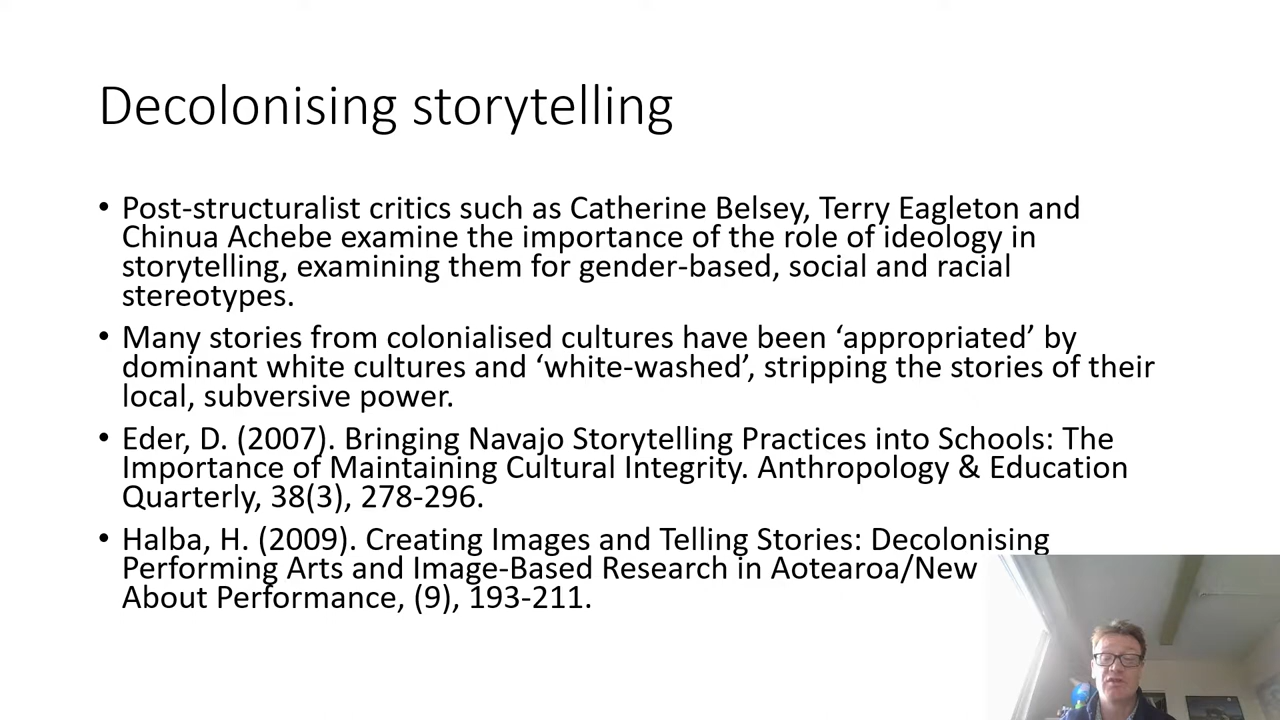 Decolonising storytelling
• Post-structuralist critics such as Catherine Belsey, Terry Eagleton and
Chinua Achebe examine the importance of the role of ideology in
storytelling, examining them for gender-based, social and racial
stereotypes.
• Many stories from colonialised cultures have been ‘appropriated’ by
dominant white cultures and ‘white-washed’, stripping the stories of their
local, subversive power.
• Eder, D. (2007). Bringing Navajo Storytelling Practices into Schools: The
Importance of Maintaining Cultural Integrity. Anthropology & Education
Quarterly, 38(3), 278-296.
• Halba, H. (2009). Creating Images and Telling Stories: Decolonising
Performing Arts and Image-Based Research in Aotearoa/New
About Performance, (9), 193-211.